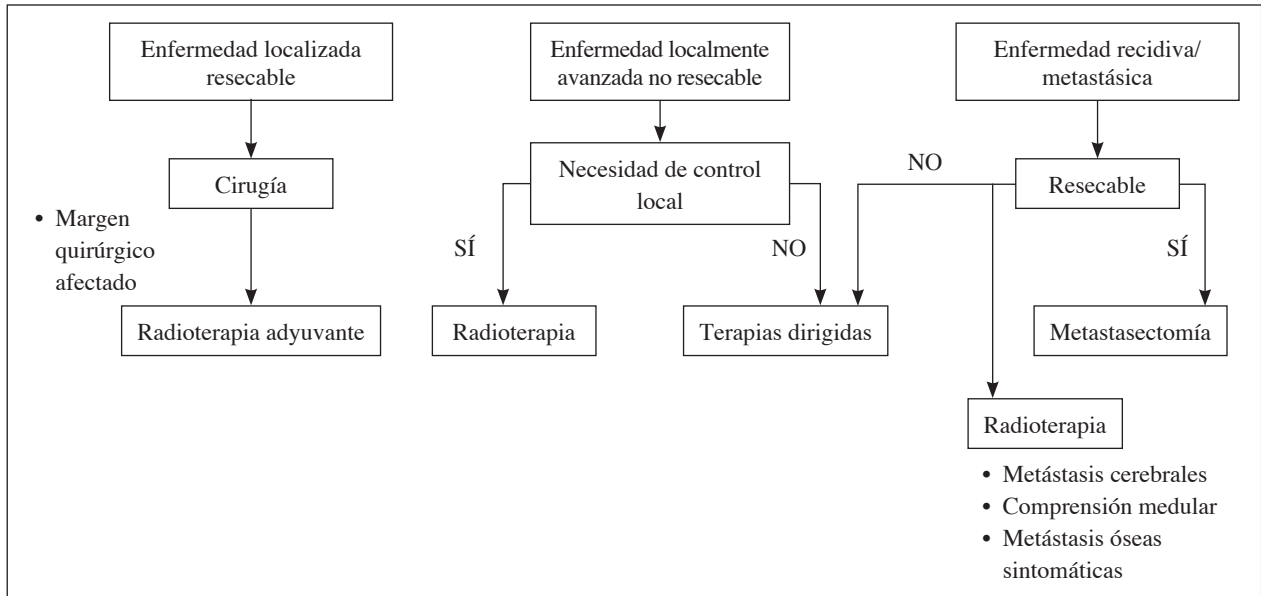 Enfermedad localizada
resecable
Cirugía
• Margen
quirúrgico
afectado
Radioterapia adyuvante
Enfermedad localmente
avanzada no resecable
Necesidad de control
local
SÍ
NO
Radioterapia
Terapias dirigidas
Enfermedad recidiva/
metastásica
NO
Resecable
SÍ
Metastasectomía
Radioterapia
• Metástasis cerebrales
• Comprensión medular
• Metástasis óseas
sintomáticas